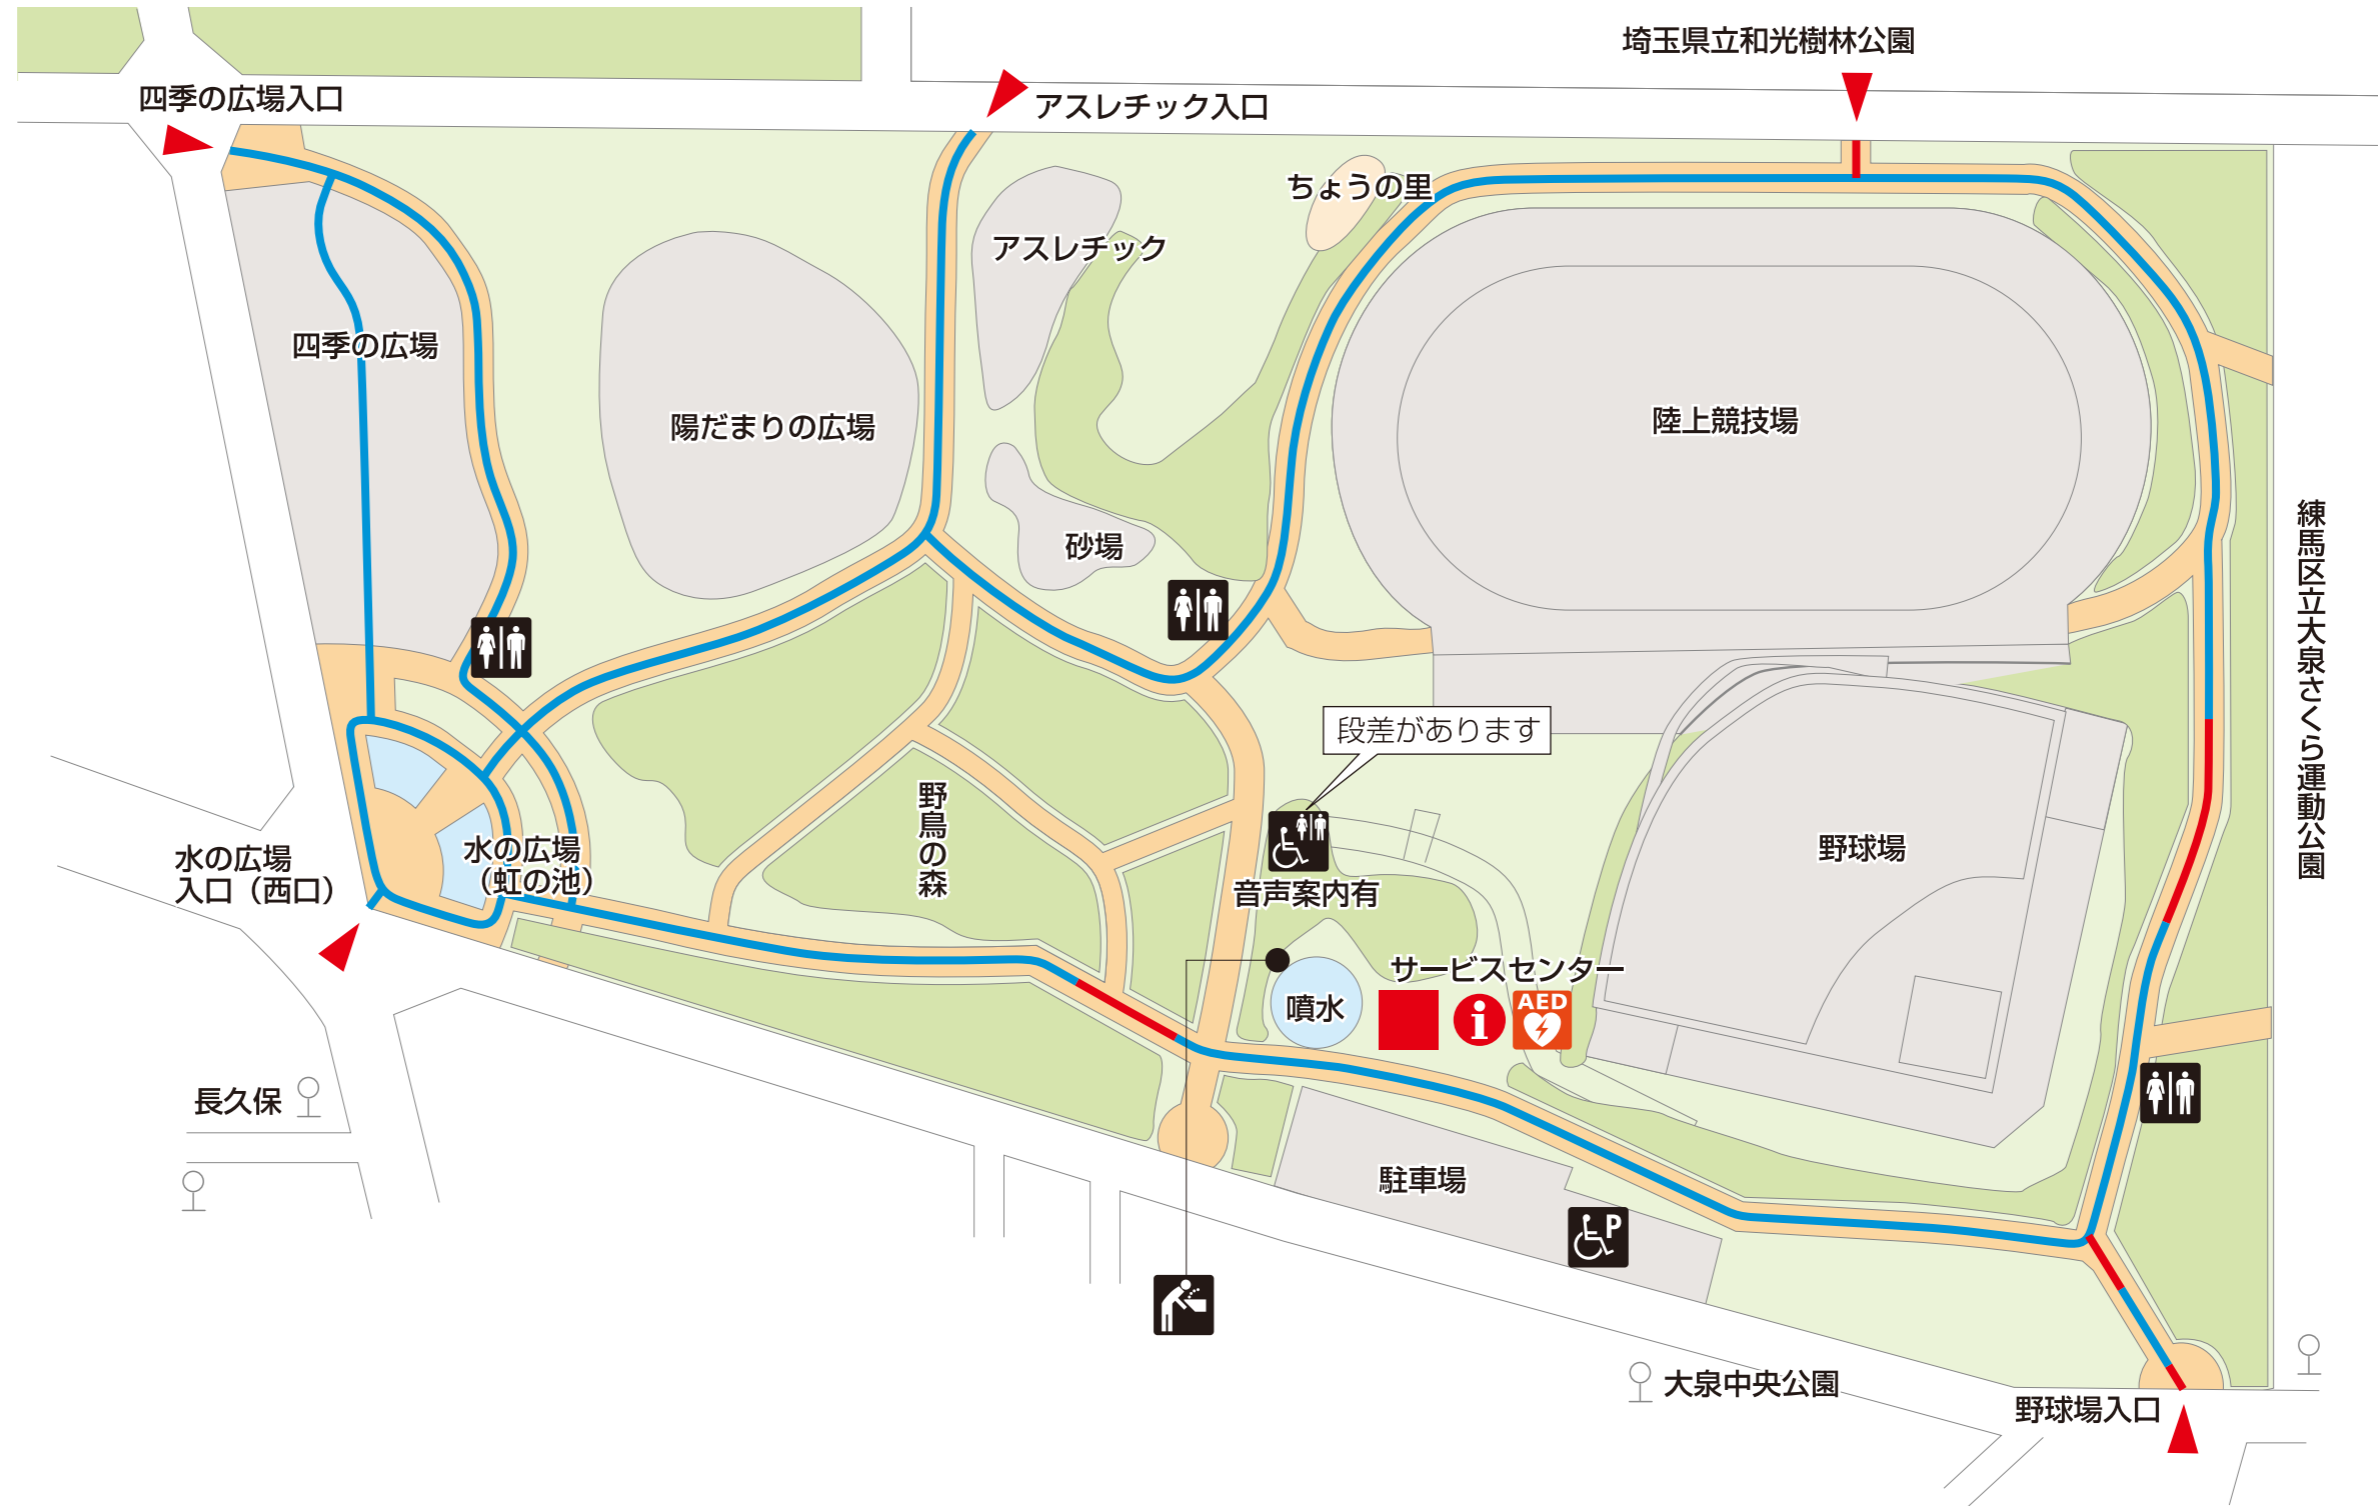 埼玉県立和光樹林公園
四季の広場入口
アスレチック入口
ちょうの里
アスレチック
四季の広場
陽だまりの広場
陸上競技場
砂場
練馬区立大泉さくら運動公園
段差があります
野鳥の森
水の広場
(虹の池)
水の広場
入口(西口)
野球場
音声案内有
サービスセンター
噴水
i
AED
長久保
駐車場
P
大泉中央公園
野球場入口